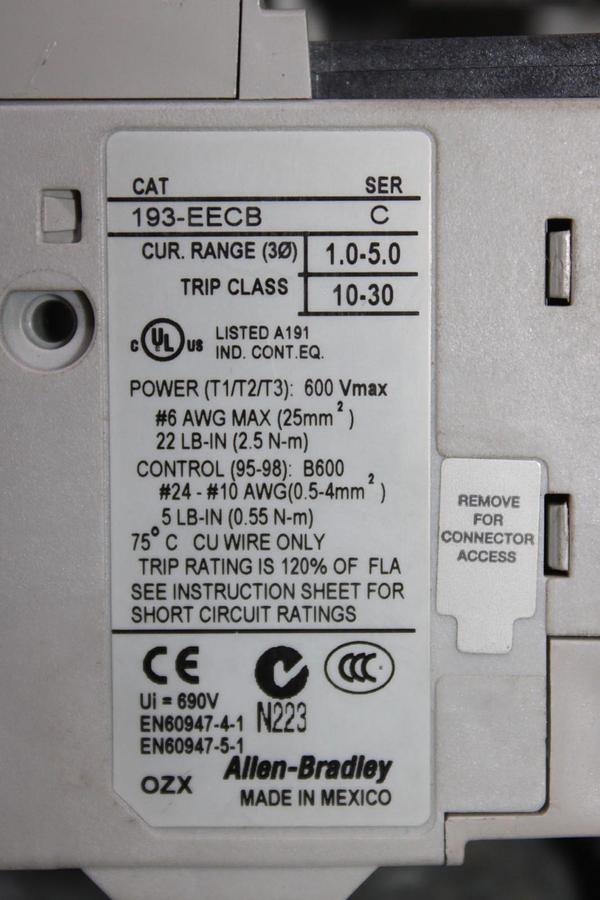 CAT SER
193-EECB C
CUR. RANGE (3Ø) 1.0-5.0
TRIP CLASS 10-30
c UL us LISTED A191
IND. CONT.EQ.
POWER (T1/T2/T3): 600 Vmax
#6 AWG MAX (25mm²)
22 LB-IN (2.5 N-m)
CONTROL (95-98): B600
#24 - #10 AWG(0.5-4mm²)
5 LB-IN (0.55 N-m)
75° C CU WIRE ONLY
TRIP RATING IS 120% OF FLA
SEE INSTRUCTION SHEET FOR
SHORT CIRCUIT RATINGS
REMOVE
FOR
CONNECTOR
ACCESS
CE CCC
Ui = 690V
EN60947-4-1 N223
EN60947-5-1
Allen-Bradley
OZX MADE IN MEXICO